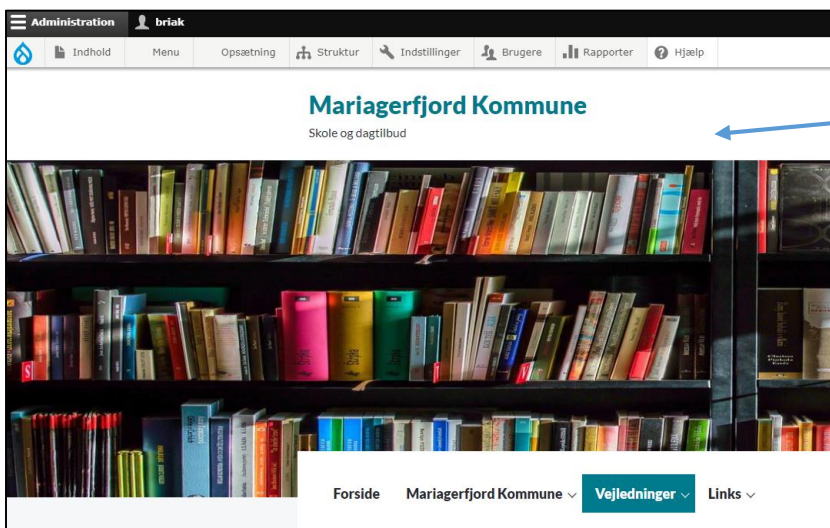 Administration briak
Indhold Menu Opsætning Struktur Indstillinger Brugere Rapporter Hjælp
Mariagerfjord Kommune
Skole og dagtilbud
Forside Mariagerfjord Kommune Vejledninger Links